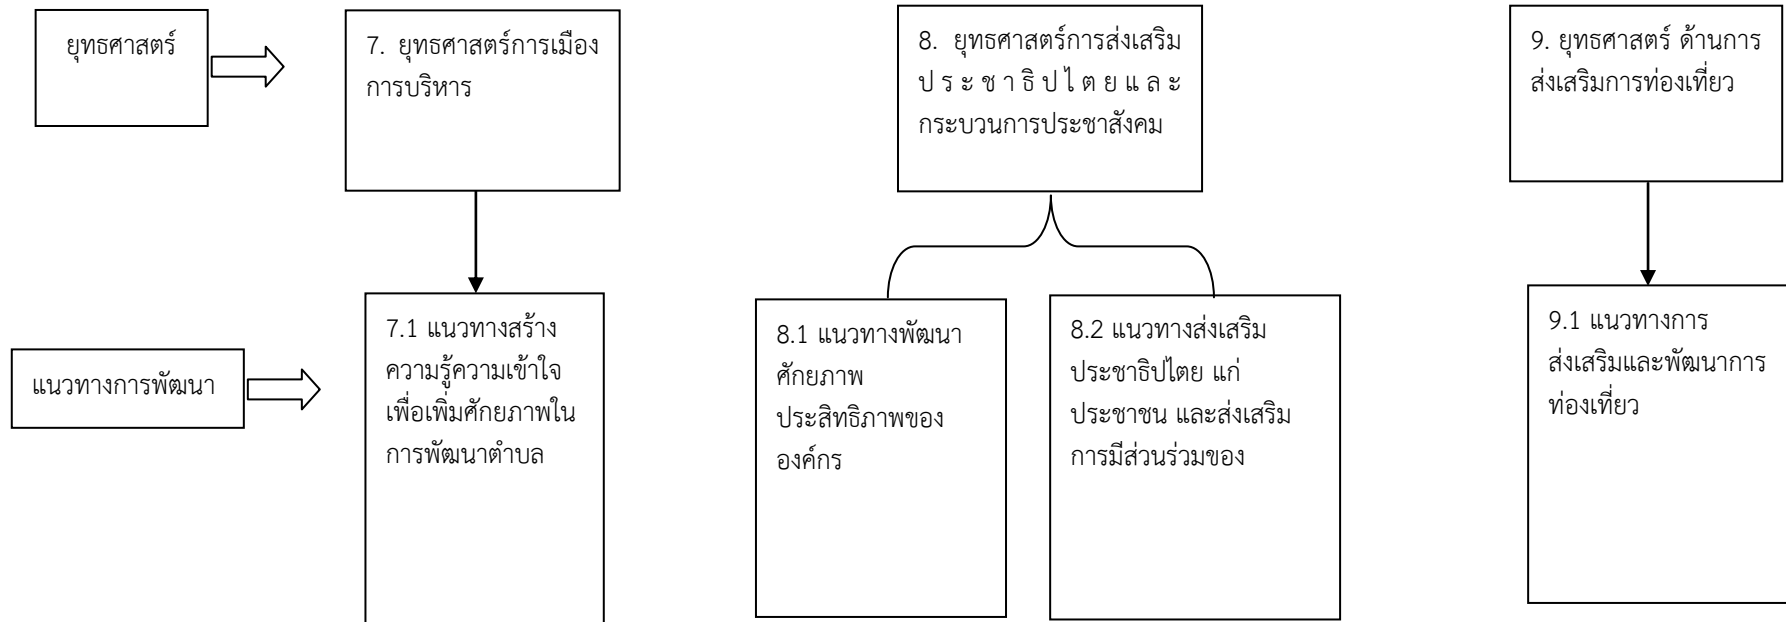 ยุทธศาสตร์
7. ยุทธศาสตร์การเมือง
การบริหาร
8. ยุทธศาสตร์การส่งเสริม
ประชาธิปไตยและ
กระบวนการประชาสังคม
9. ยุทธศาสตร์ ด้านการ
ส่งเสริมการท่องเที่ยว
แนวทางการพัฒนา
7.1 แนวทางสร้าง
ความรู้ความเข้าใจ
เพื่อเพิ่มศักยภาพใน
การพัฒนาตำบล
8.1 แนวทางพัฒนา
ศักยภาพ
ประสิทธิภาพของ
องค์กร
8.2 แนวทางส่งเสริม
ประชาธิปไตย แก่
ประชาชน และส่งเสริม
การมีส่วนร่วมของ
9.1 แนวทางการ
ส่งเสริมและพัฒนาการ
ท่องเที่ยว